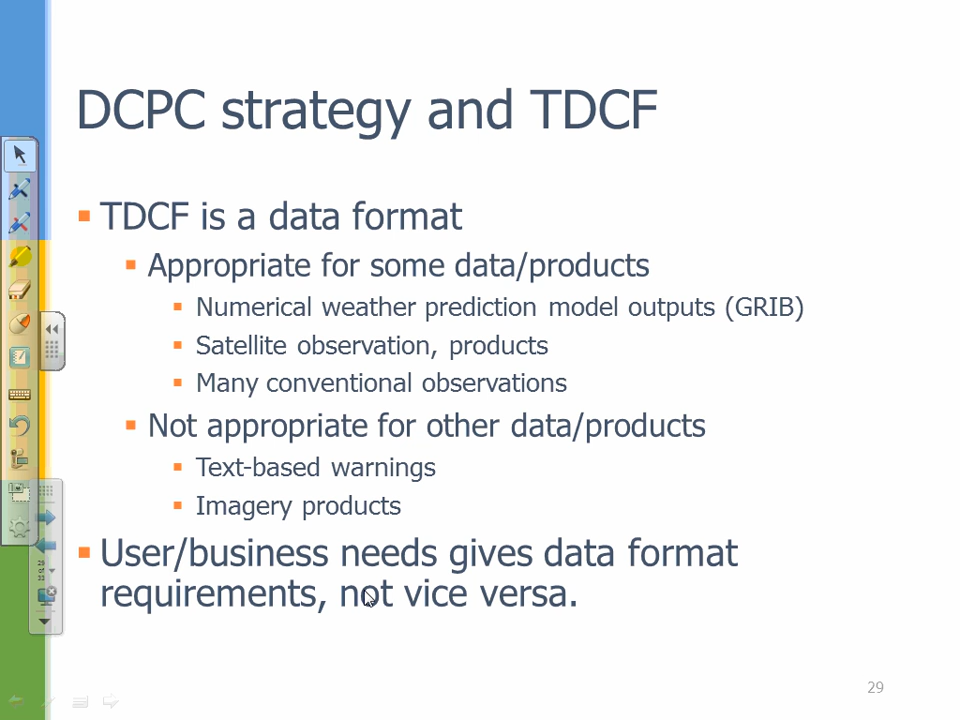 DCPC strategy and TDCF
TDCF is a data format
Appropriate for some data/products
Numerical weather prediction model outputs (GRIB)
Satellite observation, products
Many conventional observations
Not appropriate for other data/products
Text-based warnings
Imagery products
User/business needs gives data format
requirements, not vice versa.
29